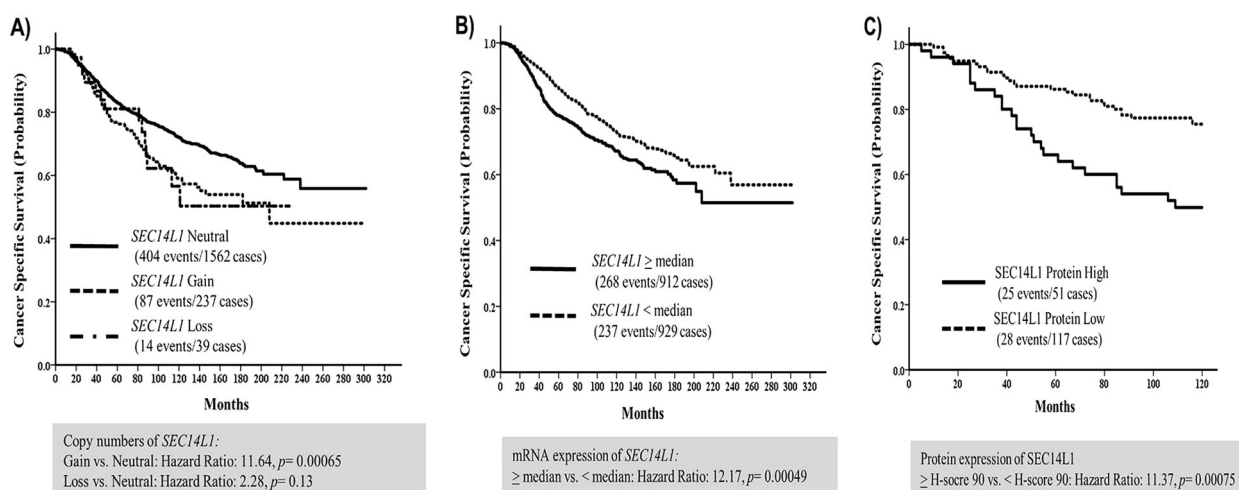 A)
Cancer Specific Survival (Probability)
1.0
0.8
0.6
0.4
0.2
0.0
SEC14L1 Neutral
(404 events/1562 cases)
SEC14L1 Gain
(87 events/237 cases)
SEC14L1 Loss
(14 events/39 cases)
0 20 40 60 80 100 120 140 160 180 200 220 240 260 280 300 320
Months
Copy numbers of SEC14L1:
Gain vs. Neutral: Hazard Ratio: 11.64, p= 0.00065
Loss vs. Neutral: Hazard Ratio: 2.28, p= 0.13
B)
Cancer Specific Survival (Probability)
1.0
0.8
0.6
0.4
0.2
0.0
SEC14L1 ≥ median
(268 events/912 cases)
SEC14L1 < median
(237 events/929 cases)
0 20 40 60 80 100 120 140 160 180 200 220 240 260 280 300 320
Months
mRNA expression of SEC14L1:
≥ median vs. < median: Hazard Ratio: 12.17, p= 0.00049
C)
Cancer Specific Survival (Probability)
1.0
0.8
0.6
0.4
0.2
0.0
SEC14L1 Protein High
(25 events/51 cases)
SEC14L1 Protein Low
(28 events/117 cases)
0 20 40 60 80 100 120
Months
Protein expression of SEC14L1
≥ H-socre 90 vs. < H-score 90: Hazard Ratio: 11.37, p= 0.00075